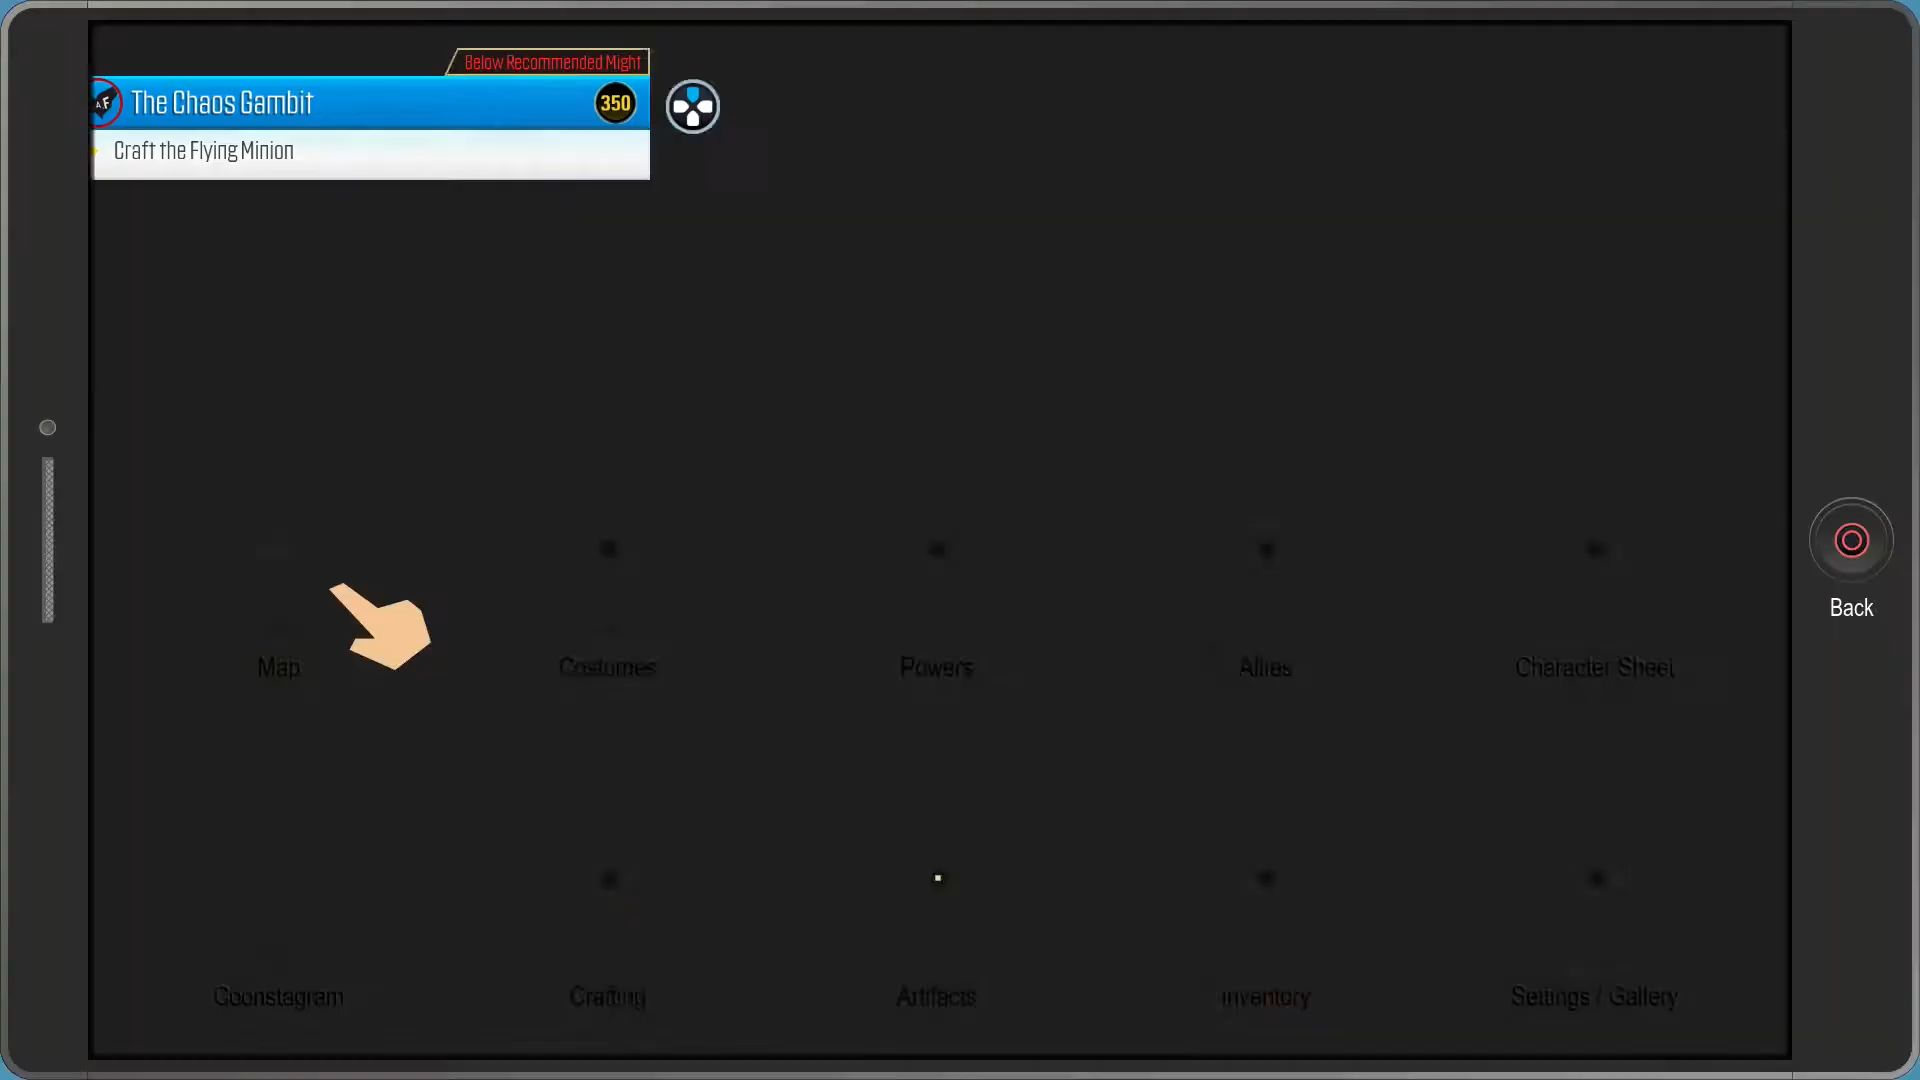 Below Recommended Might
The Chaos Gambit
350
Craft the Flying Minion
Back
Map
Costumes
Powers
Allies
Character Sheet
Coonstagram
Crafting
Artifacts
Inventory
Settings / Gallery